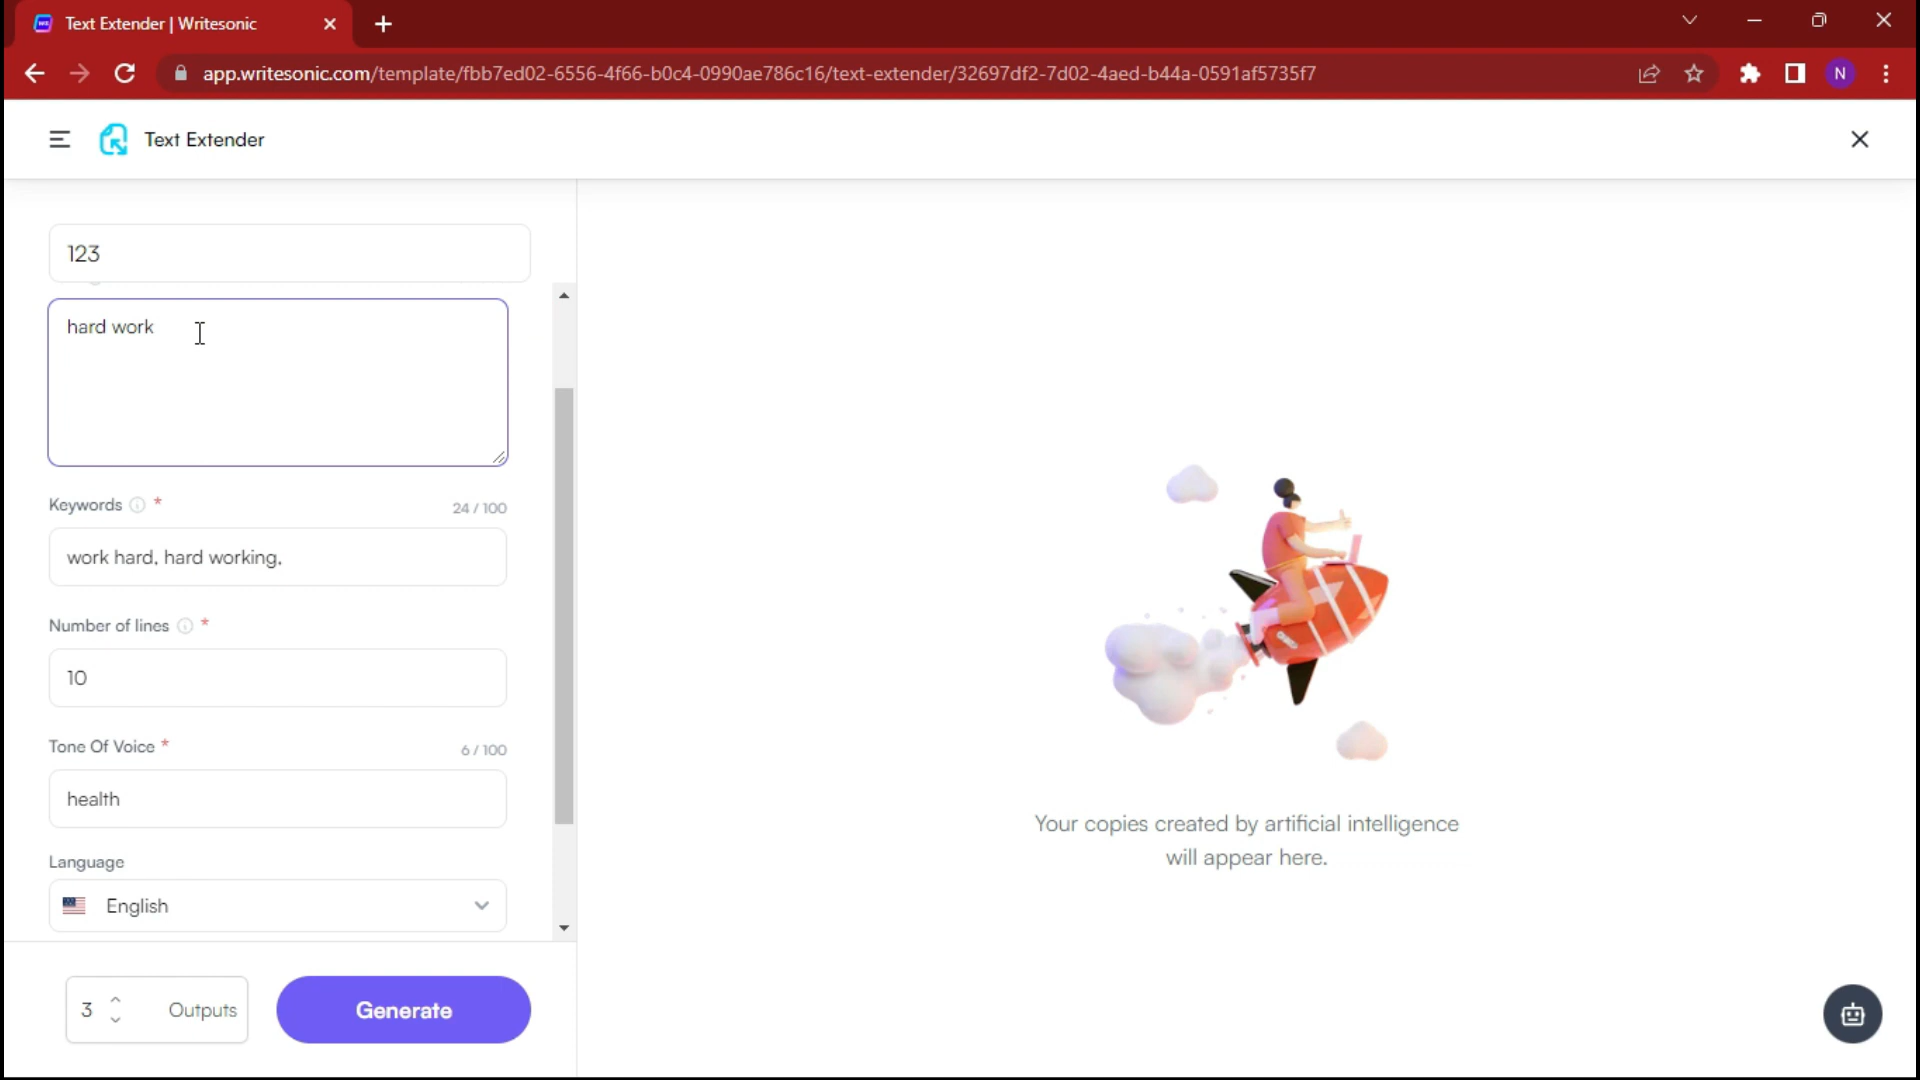 Text Extender | Writesonic
app.writesonic.com/template/fbb7ed02-6556-4f66-b0c4-0990ae786c16/text-extender/32697df2-7d02-4aed-b44a-0591af5735f7
N
Text Extender
123
hard work
Keywords * 24 / 100
work hard, hard working,
Number of lines *
10
Tone Of Voice * 6 / 100
health
Language
English
3 Outputs
Generate
Your copies created by artificial intelligence
will appear here.